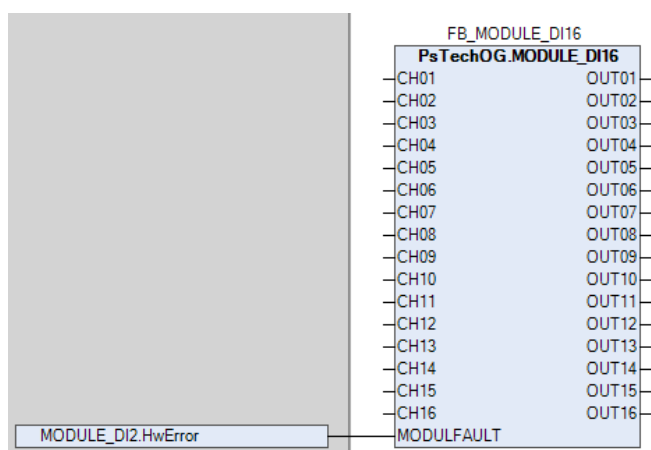 FB_MODULE_DI16
PsTechOG.MODULE_DI16
CH01 OUT01
CH02 OUT02
CH03 OUT03
CH04 OUT04
CH05 OUT05
CH06 OUT06
CH07 OUT07
CH08 OUT08
CH09 OUT09
CH10 OUT10
CH11 OUT11
CH12 OUT12
CH13 OUT13
CH14 OUT14
CH15 OUT15
CH16 OUT16
MODULE_DI2.HwError MODULFAULT